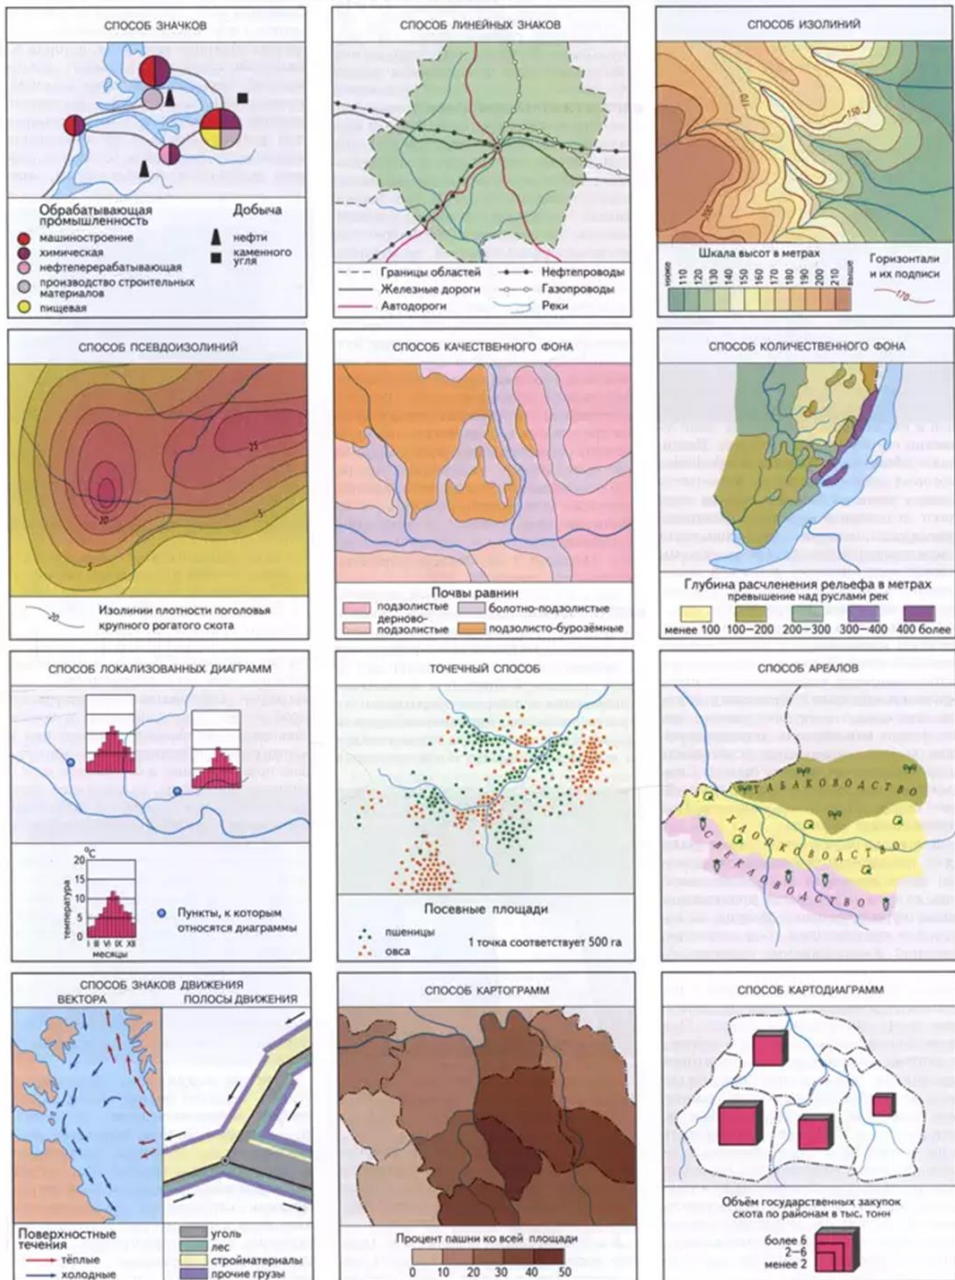 СПОСОБ ЗНАЧКОВ
Обрабатывающая
промышленность
машиностроение
химическая
нефтеперерабатывающая
производство строительных
материалов
пищевая
Добыча
нефти
каменного
угля
СПОСОБ ЛИНЕЙНЫХ ЗНАКОВ
Границы областей
Железные дороги
Автодороги
Нефтепроводы
Газопроводы
Реки
СПОСОБ ИЗОЛИНИЙ
170
150
200
Шкала высот в метрах
ниже 110 120 130 140 150 160 170 180 190 200 210 выше
Горизонтали
и их подписи
170
СПОСОБ ПСЕВДОИЗОЛИНИЙ
25
20
5
5
20
Изолинии плотности поголовья
крупного рогатого скота
СПОСОБ КАЧЕСТВЕННОГО ФОНА
Почвы равнин
подзолистые
дерново-
подзолистые
болотно-подзолистые
подзолисто-бурозёмные
СПОСОБ КОЛИЧЕСТВЕННОГО ФОНА
Глубина расчленения рельефа в метрах
превышение над руслами рек
менее 100 100–200 200–300 300–400 400 более
СПОСОБ ЛОКАЛИЗОВАННЫХ ДИАГРАММ
°C
20
15
10
5
0
температура
I III VI IX XII
месяцы
Пункты, к которым
относятся диаграммы
ТОЧЕЧНЫЙ СПОСОБ
Посевные площади
пшеницы
овса
1 точка соответствует 500 га
СПОСОБ АРЕАЛОВ
ТАБАКОВОДСТВО
ХЛОПКОВОДСТВО
СВЕКЛОВОДСТВО
СПОСОБ ЗНАКОВ ДВИЖЕНИЯ
ВЕКТОРА
ПОЛОСЫ ДВИЖЕНИЯ
Поверхностные
течения
тёплые
холодные
уголь
лес
стройматериалы
прочие грузы
СПОСОБ КАРТОГРАММ
Процент пашни ко всей площади
0 10 20 30 40 50
СПОСОБ КАРТОДИАГРАММ
Объём государственных закупок
скота по районам в тыс. тонн
более 6
2–6
менее 2